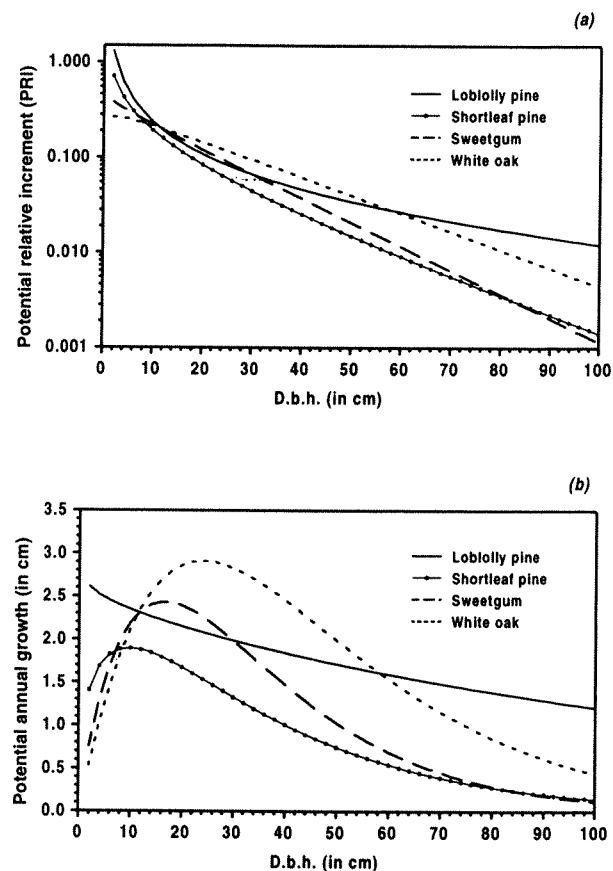 (a)
Potential relative increment (PRI)
1.000
0.100
0.010
0.001
Loblolly pine
Shortleaf pine
Sweetgum
White oak
0 10 20 30 40 50 60 70 80 90 100
D.b.h. (in cm)
(b)
Potential annual growth (in cm)
3.5
3.0
2.5
2.0
1.5
1.0
0.5
0.0
Loblolly pine
Shortleaf pine
Sweetgum
White oak
0 10 20 30 40 50 60 70 80 90 100
D.b.h. (in cm)